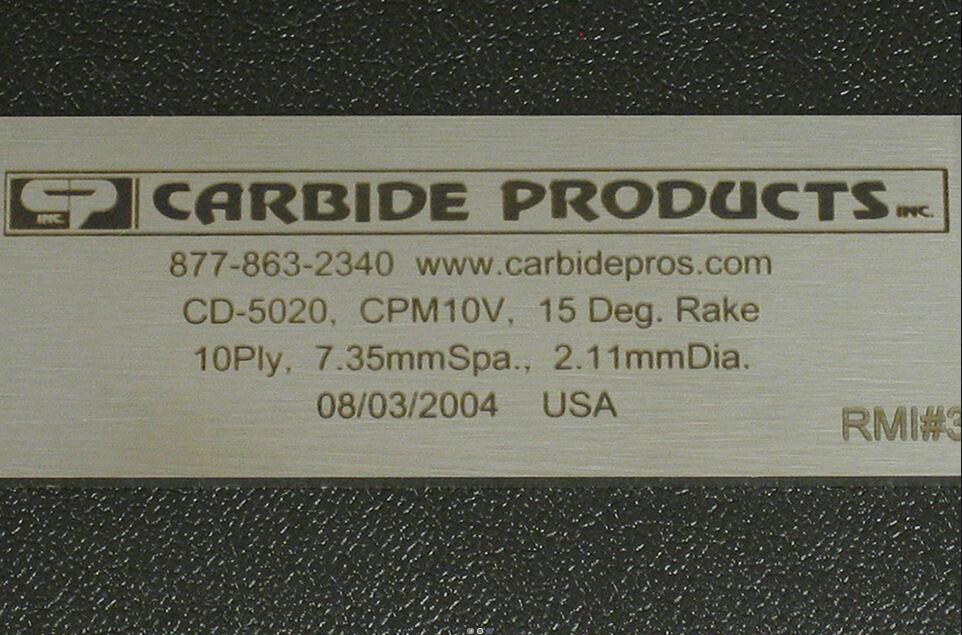 INC. CARBIDE PRODUCTS INC.
877-863-2340 www.carbidepros.com
CD-5020, CPM10V, 15 Deg. Rake
10Ply, 7.35mmSpa., 2.11mmDia.
08/03/2004 USA
RMI#3